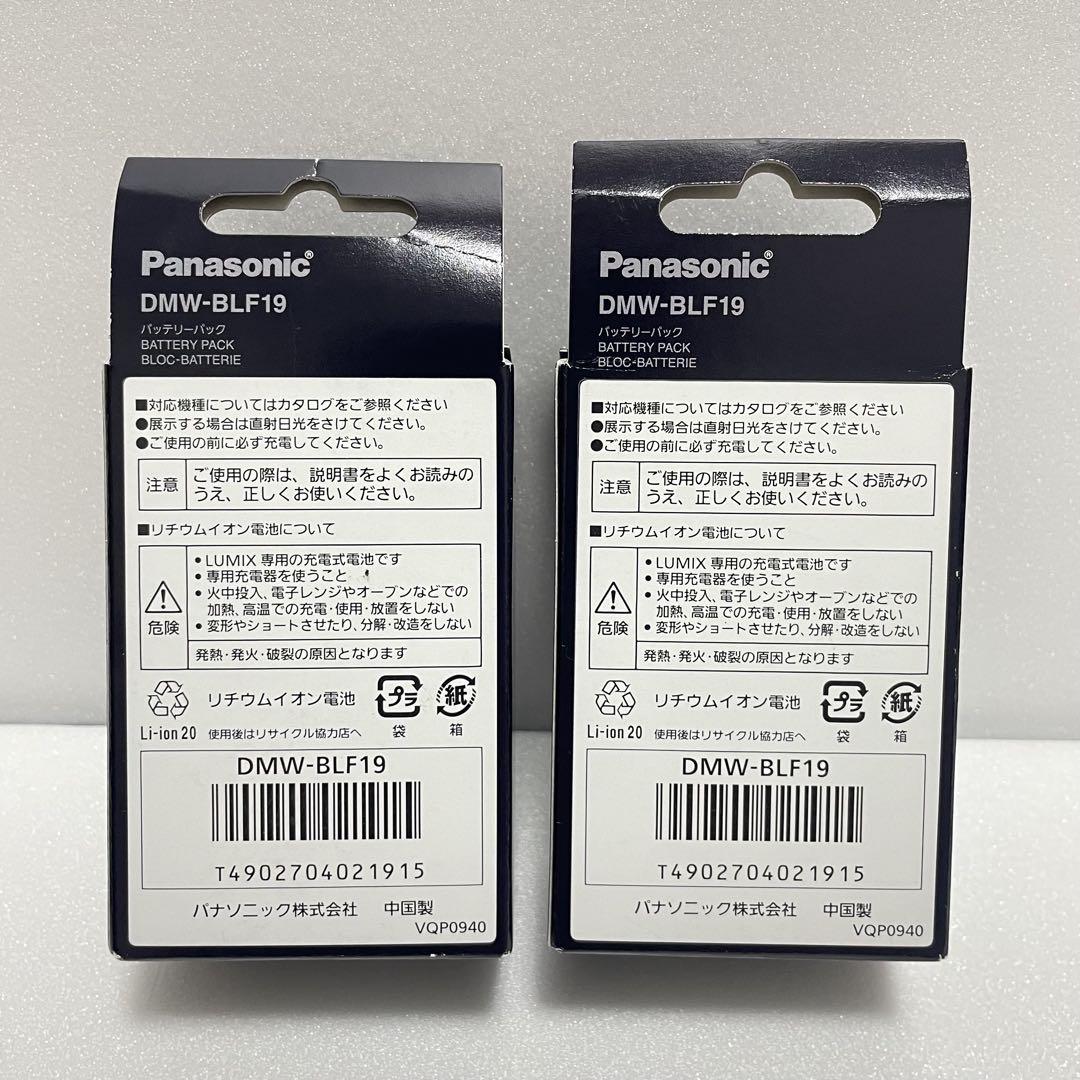 Panasonic®
DMW-BLF19
バッテリーパック
BATTERY PACK
BLOC-BATTERIE
■対応機種についてはカタログをご参照ください
●展示する場合は直射日光をさけてください。
●ご使用の前に必ず充電してください。
注意
ご使用の際は、説明書をよくお読みの
うえ、正しくお使いください。
■リチウムイオン電池について
危険
• LUMIX 専用の充電式電池です
• 専用充電器を使うこと
• 火中投入、電子レンジやオーブンなどでの
加熱、高温での充電・使用・放置をしない
• 変形やショートさせたり、分解・改造をしない
発熱・発火・破裂の原因となります
リチウムイオン電池
プラ
紙
Li-ion 20
使用後はリサイクル協力店へ
袋
箱
DMW-BLF19
T4902704021915
パナソニック株式会社 中国製
VQP0940
Panasonic®
DMW-BLF19
バッテリーパック
BATTERY PACK
BLOC-BATTERIE
■対応機種についてはカタログをご参照ください
●展示する場合は直射日光をさけてください。
●ご使用の前に必ず充電してください。
注意
ご使用の際は、説明書をよくお読みの
うえ、正しくお使いください。
■リチウムイオン電池について
危険
• LUMIX 専用の充電式電池です
• 専用充電器を使うこと
• 火中投入、電子レンジやオーブンなどでの
加熱、高温での充電・使用・放置をしない
• 変形やショートさせたり、分解・改造をしない
発熱・発火・破裂の原因となります
リチウムイオン電池
プラ
紙
Li-ion 20
使用後はリサイクル協力店へ
袋
箱
DMW-BLF19
T4902704021915
パナソニック株式会社 中国製
VQP0940